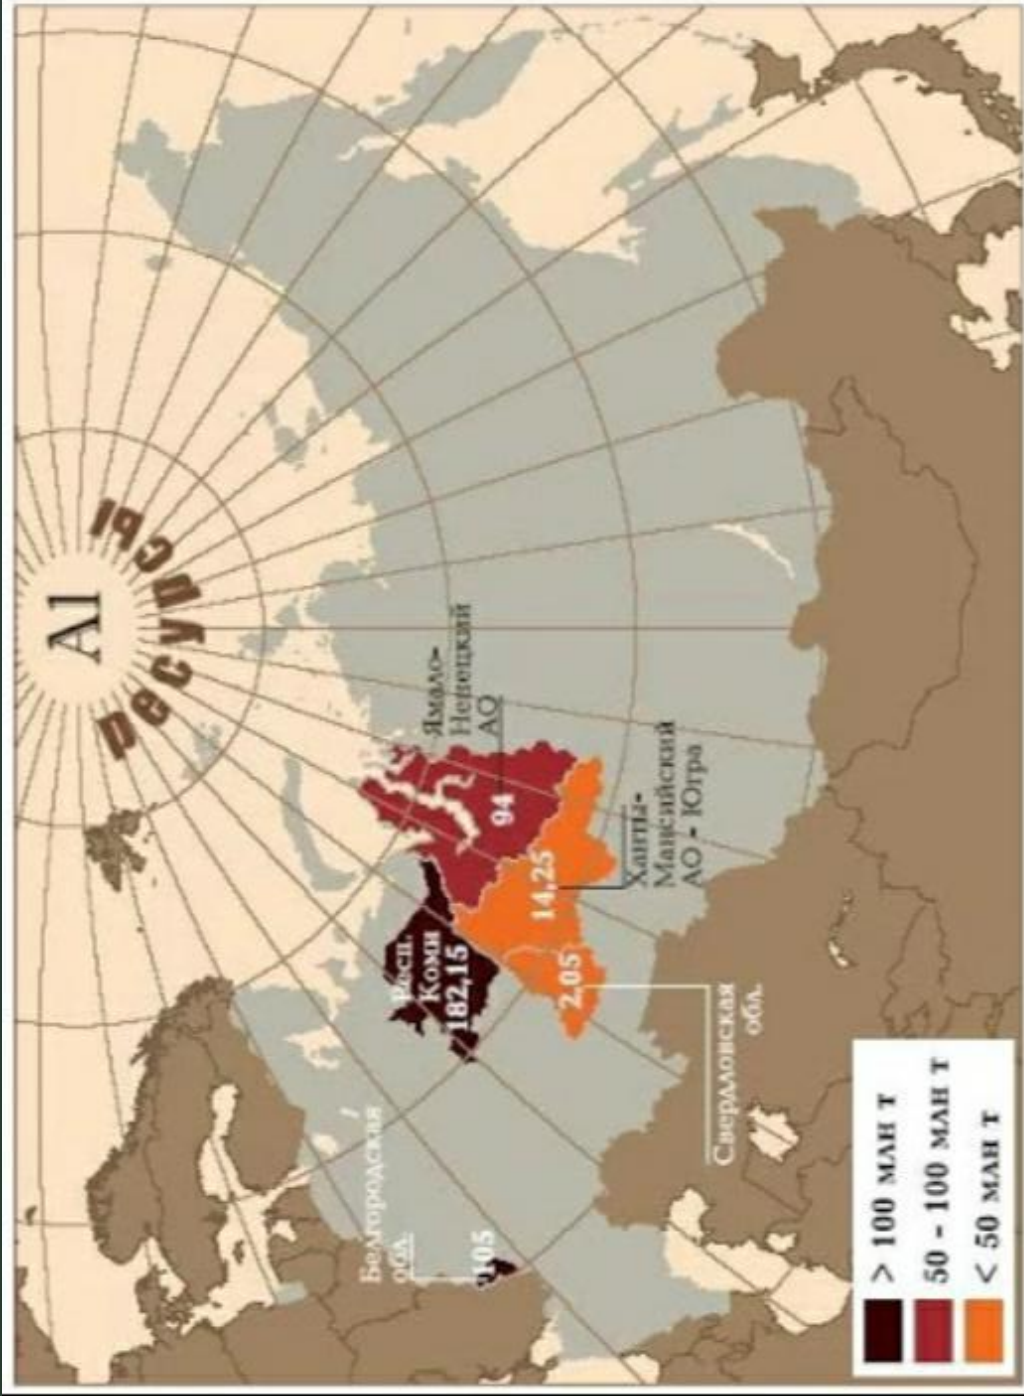 Al
ресурсы
Ямало-
Ненецкий
АО
94
Ханты-
Мансийский
АО - Югра
14,25
Респ.
Коми
182,15
2,05
Свердловская
обл.
Белгородская
обл.
105
> 100 млн т
50 - 100 млн т
< 50 млн т